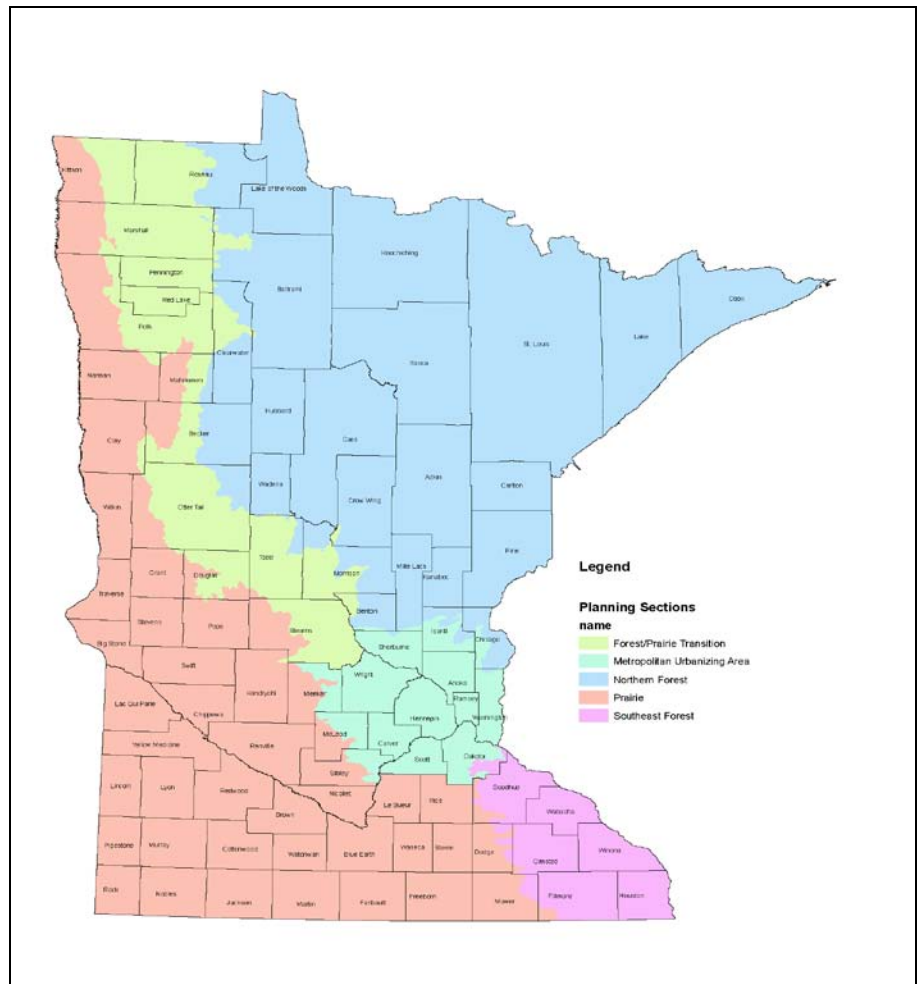 Kittson
Roseau
Lake of the Woods
Marshall
Koochiching
Pennington
Beltrami
Red Lake
Cook
Polk
Lake
St. Louis
Clearwater
Itasca
Norman
Mahnomen
Hubbard
Becker
Cass
Clay
Aitkin
Wadena
Carlton
Crow Wing
Otter Tail
Wilkin
Pine
Todd
Mille Lacs
Grant
Douglas
Morrison
Kanabec
Traverse
Benton
Stevens
Pope
Stearns
Isanti
Chisago
Big Stone
Sherburne
Swift
Wright
Anoka
Kandiyohi
Meeker
Ramsey
Lac Qui Parle
Chippewa
Hennepin
Washington
McLeod
Yellow Medicine
Renville
Carver
Scott
Dakota
Sibley
Lincoln
Lyon
Redwood
Nicollet
Goodhue
Le Sueur
Rice
Brown
Wabasha
Pipestone
Murray
Cottonwood
Watonwan
Blue Earth
Waseca
Steele
Dodge
Olmsted
Winona
Rock
Nobles
Jackson
Martin
Faribault
Freeborn
Mower
Fillmore
Houston
Legend
Planning Sections
name
Forest/Prairie Transition
Metropolitan Urbanizing Area
Northern Forest
Prairie
Southeast Forest